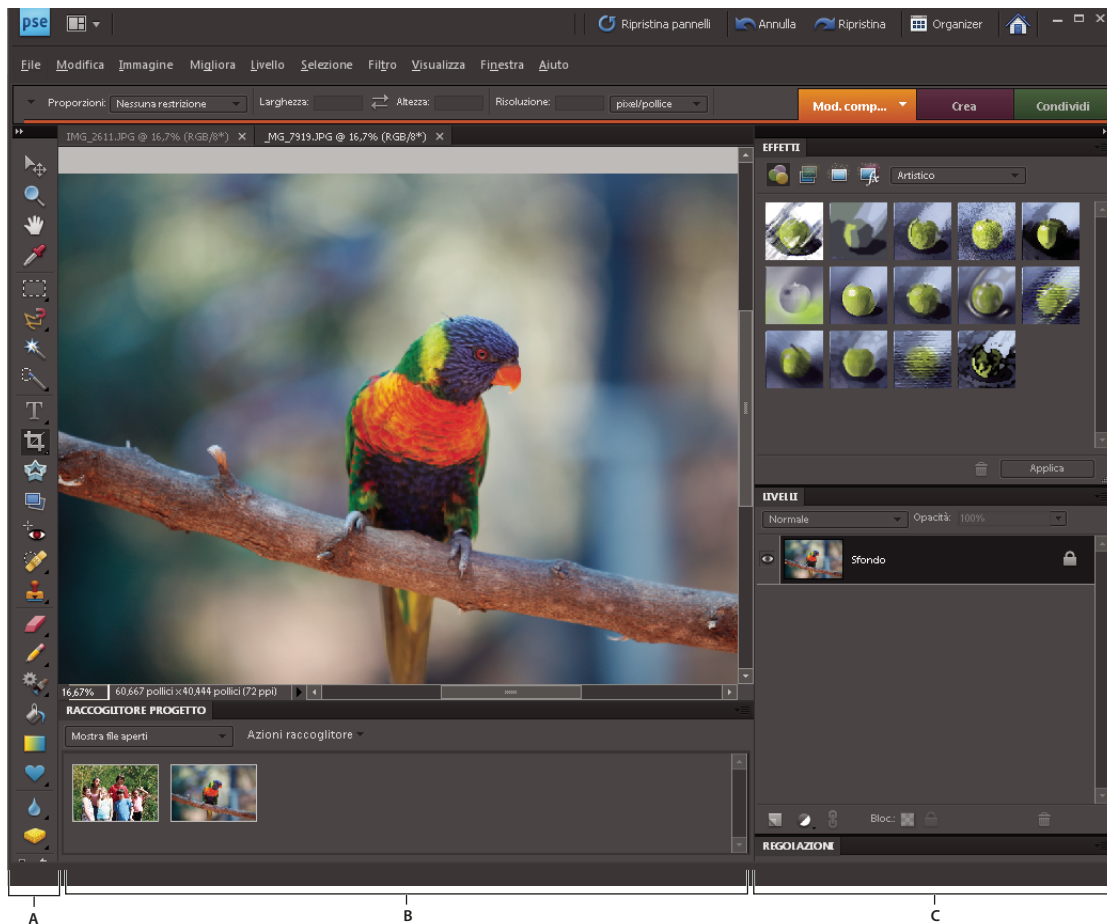 pse
Ripristina pannelli
Annulla
Ripristina
Organizer
File Modifica Immagine Migliora Livello Selezione Filtro Visualizza Finestra Aiuto
Proporzioni: Nessuna restrizione Larghezza: Altezza: Risoluzione: pixel/pollice
Mod. comp... Crea Condividi
IMG_2611.JPG @ 16,7% (RGB/8*) ×
_MG_7919.JPG @ 16,7% (RGB/8*) ×
EFFETTI
Artistico
T
Applica
LIVELLI
Normale Opacità: 100%
Sfondo
16,67% 60,667 pollici x 40,444 pollici (72 ppi)
RACCOGLITORE PROGETTO
Mostra file aperti Azioni raccoglitore
Bloc.:
REGOLAZIONI
A B C